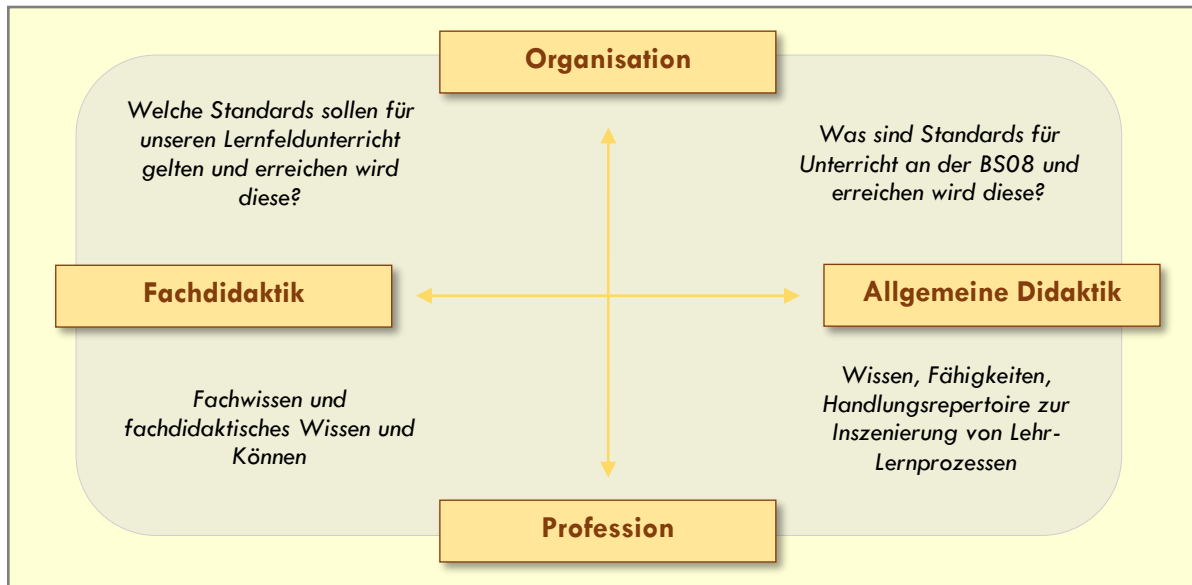 Organisation
Welche Standards sollen für
unseren Lernfeldunterricht
gelten und erreichen wird
diese?
Was sind Standards für
Unterricht an der BS08 und
erreichen wird diese?
Fachdidaktik
Allgemeine Didaktik
Fachwissen und
fachdidaktisches Wissen und
Können
Wissen, Fähigkeiten,
Handlungsrepertoire zur
Inszenierung von Lehr-
Lernprozessen
Profession